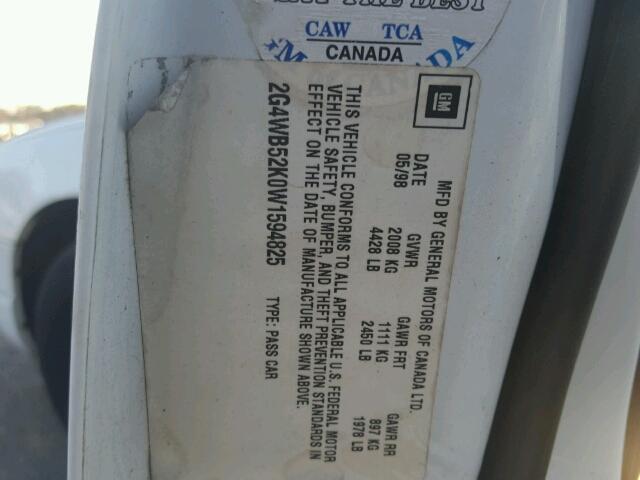 THE BEST
CAW TCA
CANADA
CANADA
GM
MFD BY GENERAL MOTORS OF CANADA LTD.
DATE GVWR GAWR FRT GAWR RR
05/98 2008 KG 1111 KG 897 KG
4428 LB 2450 LB 1978 LB
THIS VEHICLE CONFORMS TO ALL APPLICABLE U.S. FEDERAL MOTOR
VEHICLE SAFETY, BUMPER, AND THEFT PREVENTION STANDARDS IN
EFFECT ON THE DATE OF MANUFACTURE SHOWN ABOVE.
2G4WB52K0W1594825 TYPE: PASS CAR